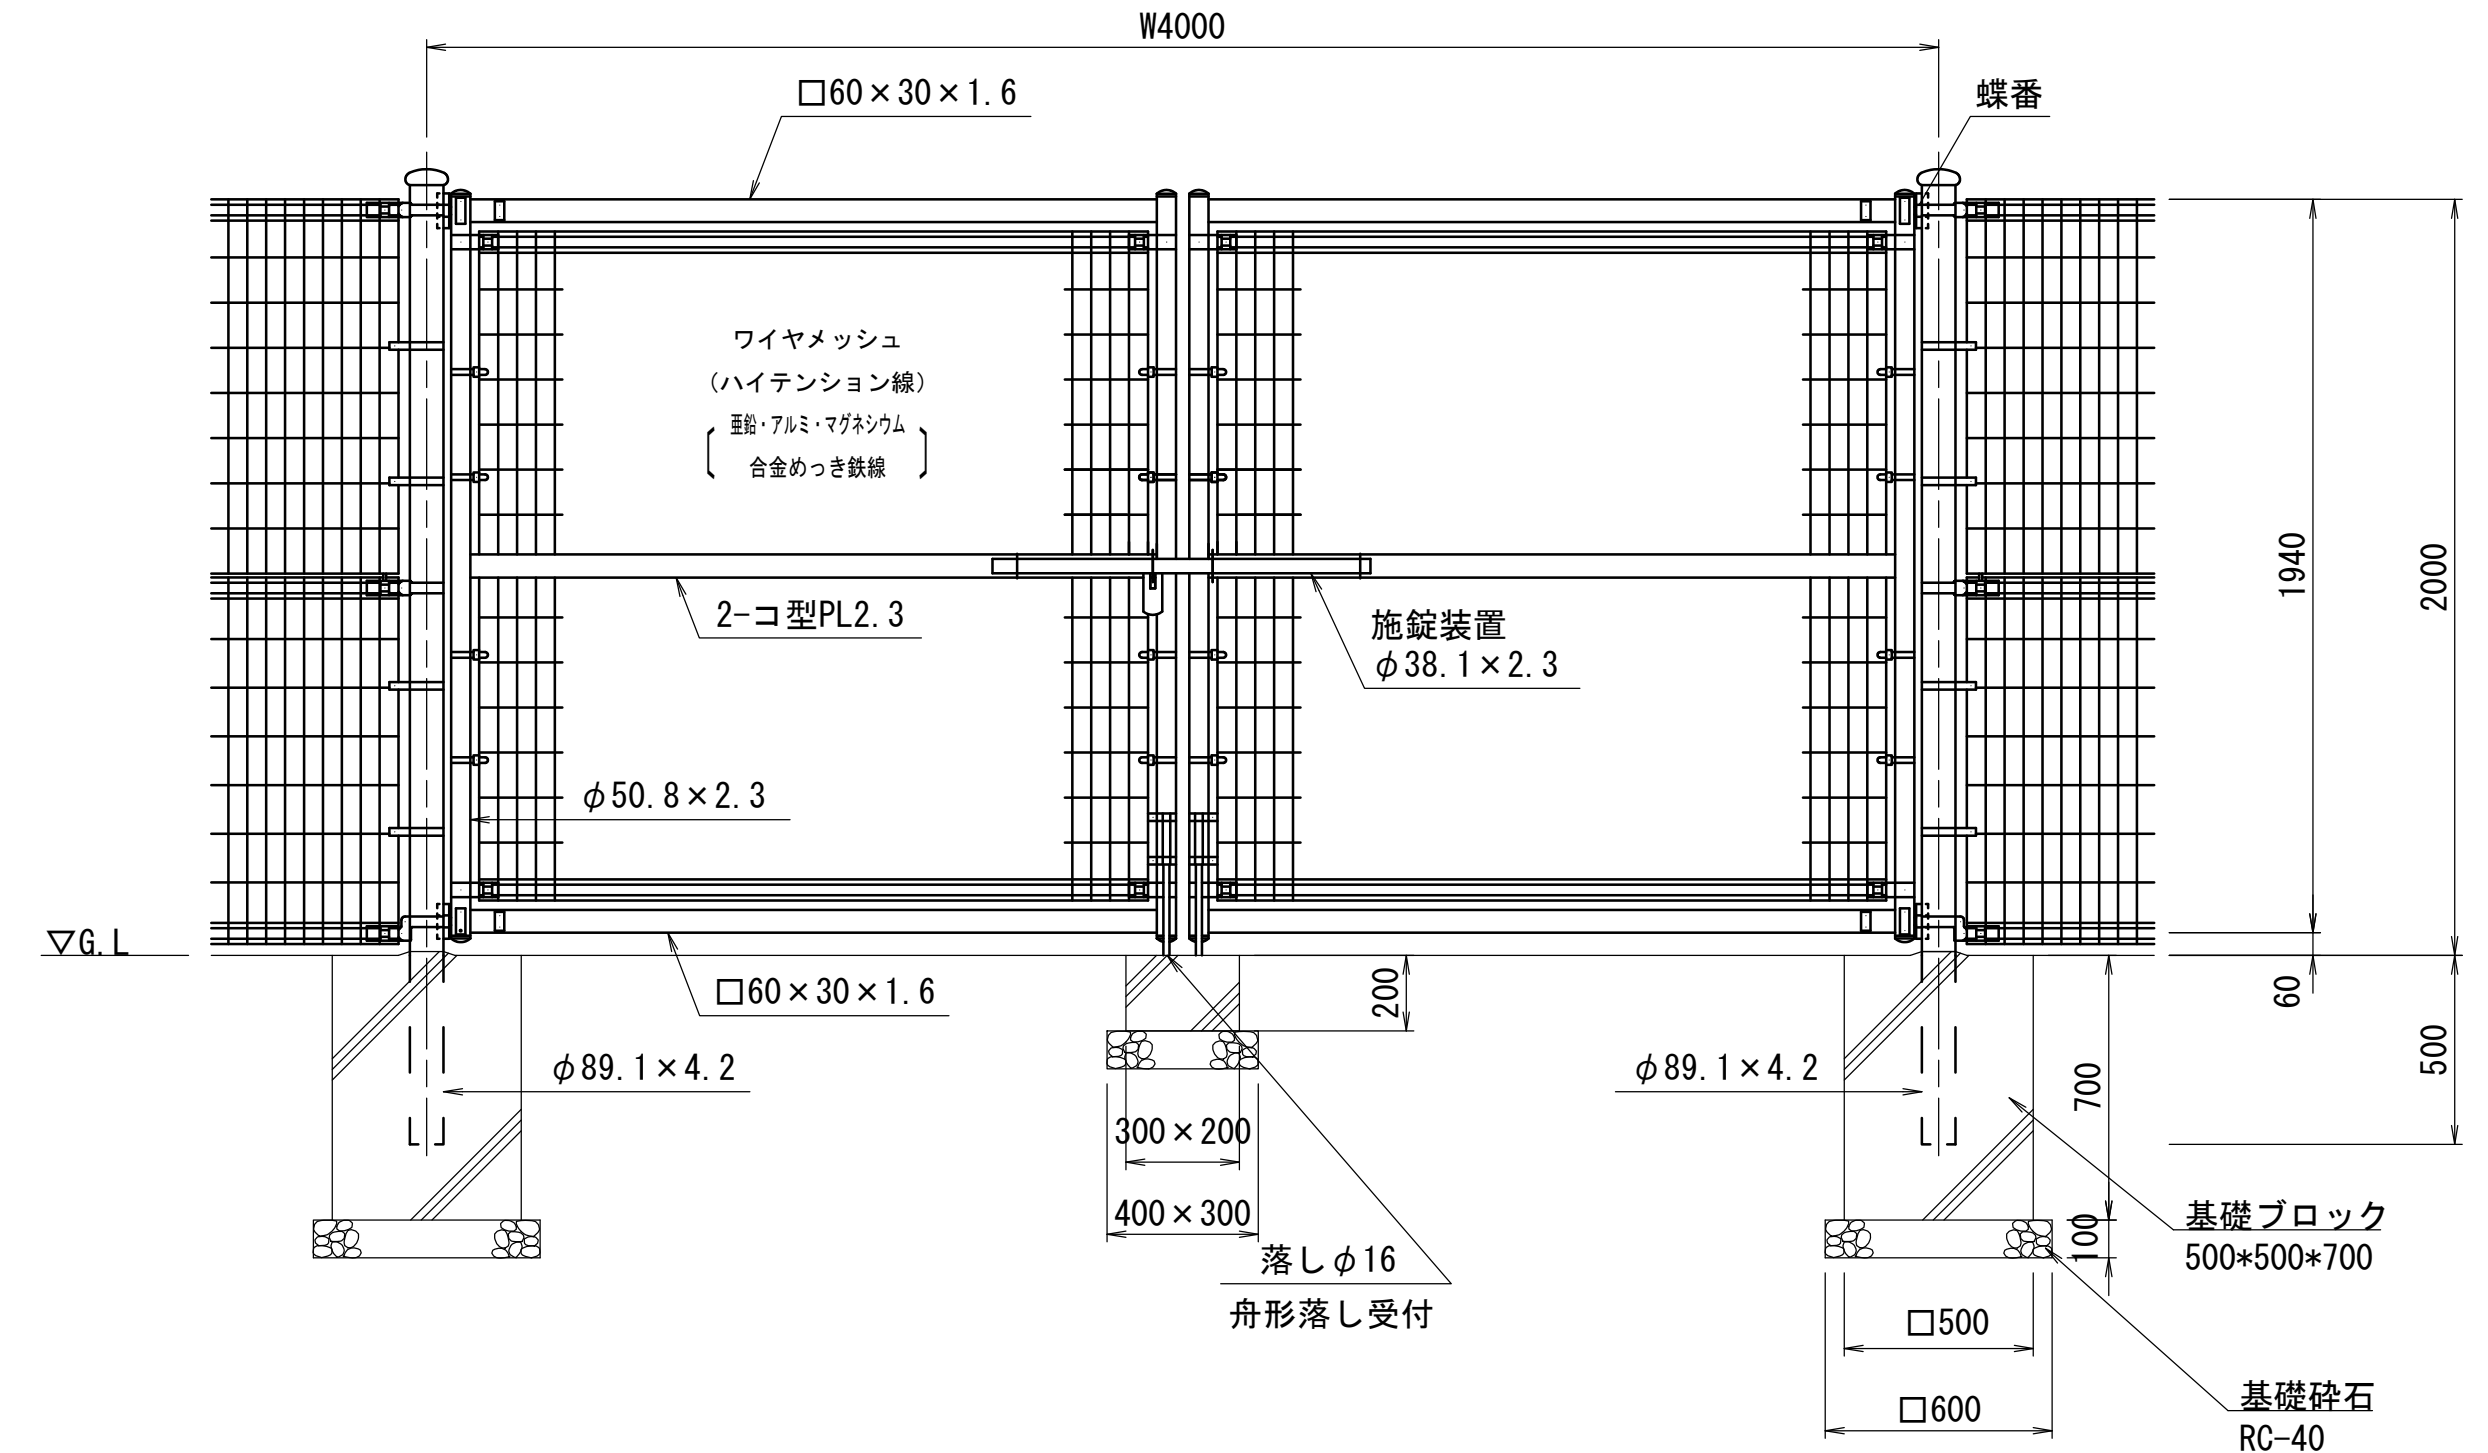 W4000
□60×30×1.6
蝶番
ワイヤメッシュ
(ハイテンション線)
亜鉛・アルミ・マグネシウム
合金めっき鉄線
1940
2000
2-コ型PL2.3
施錠装置
φ38.1×2.3
φ50.8×2.3
▽G.L
□60×30×1.6
200
60
500
φ89.1×4.2
φ89.1×4.2
700
300×200
400×300
100
基礎ブロック
500*500*700
落しφ16
舟形落し受付
□500
□600
基礎砕石
RC-40